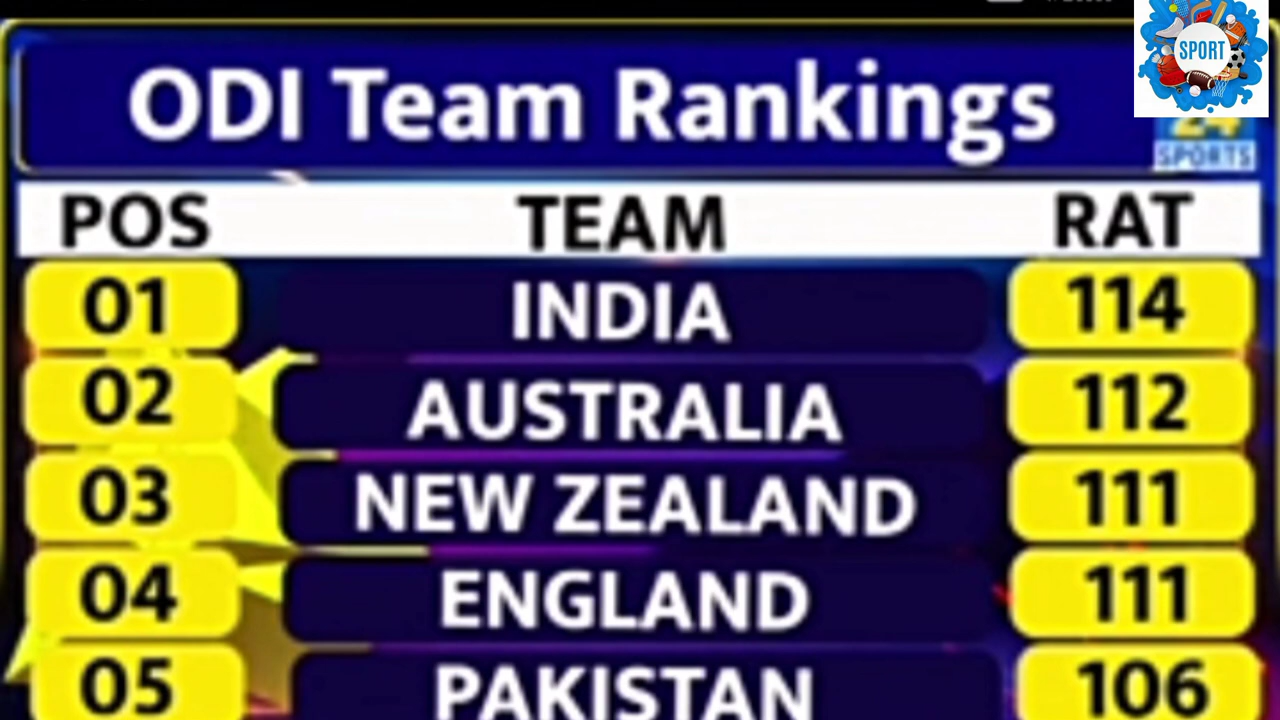 SPORT
ODI Team Rankings
24
SPORTS
POS TEAM RAT
01 INDIA 114
02 AUSTRALIA 112
03 NEW ZEALAND 111
04 ENGLAND 111
05 PAKISTAN 106